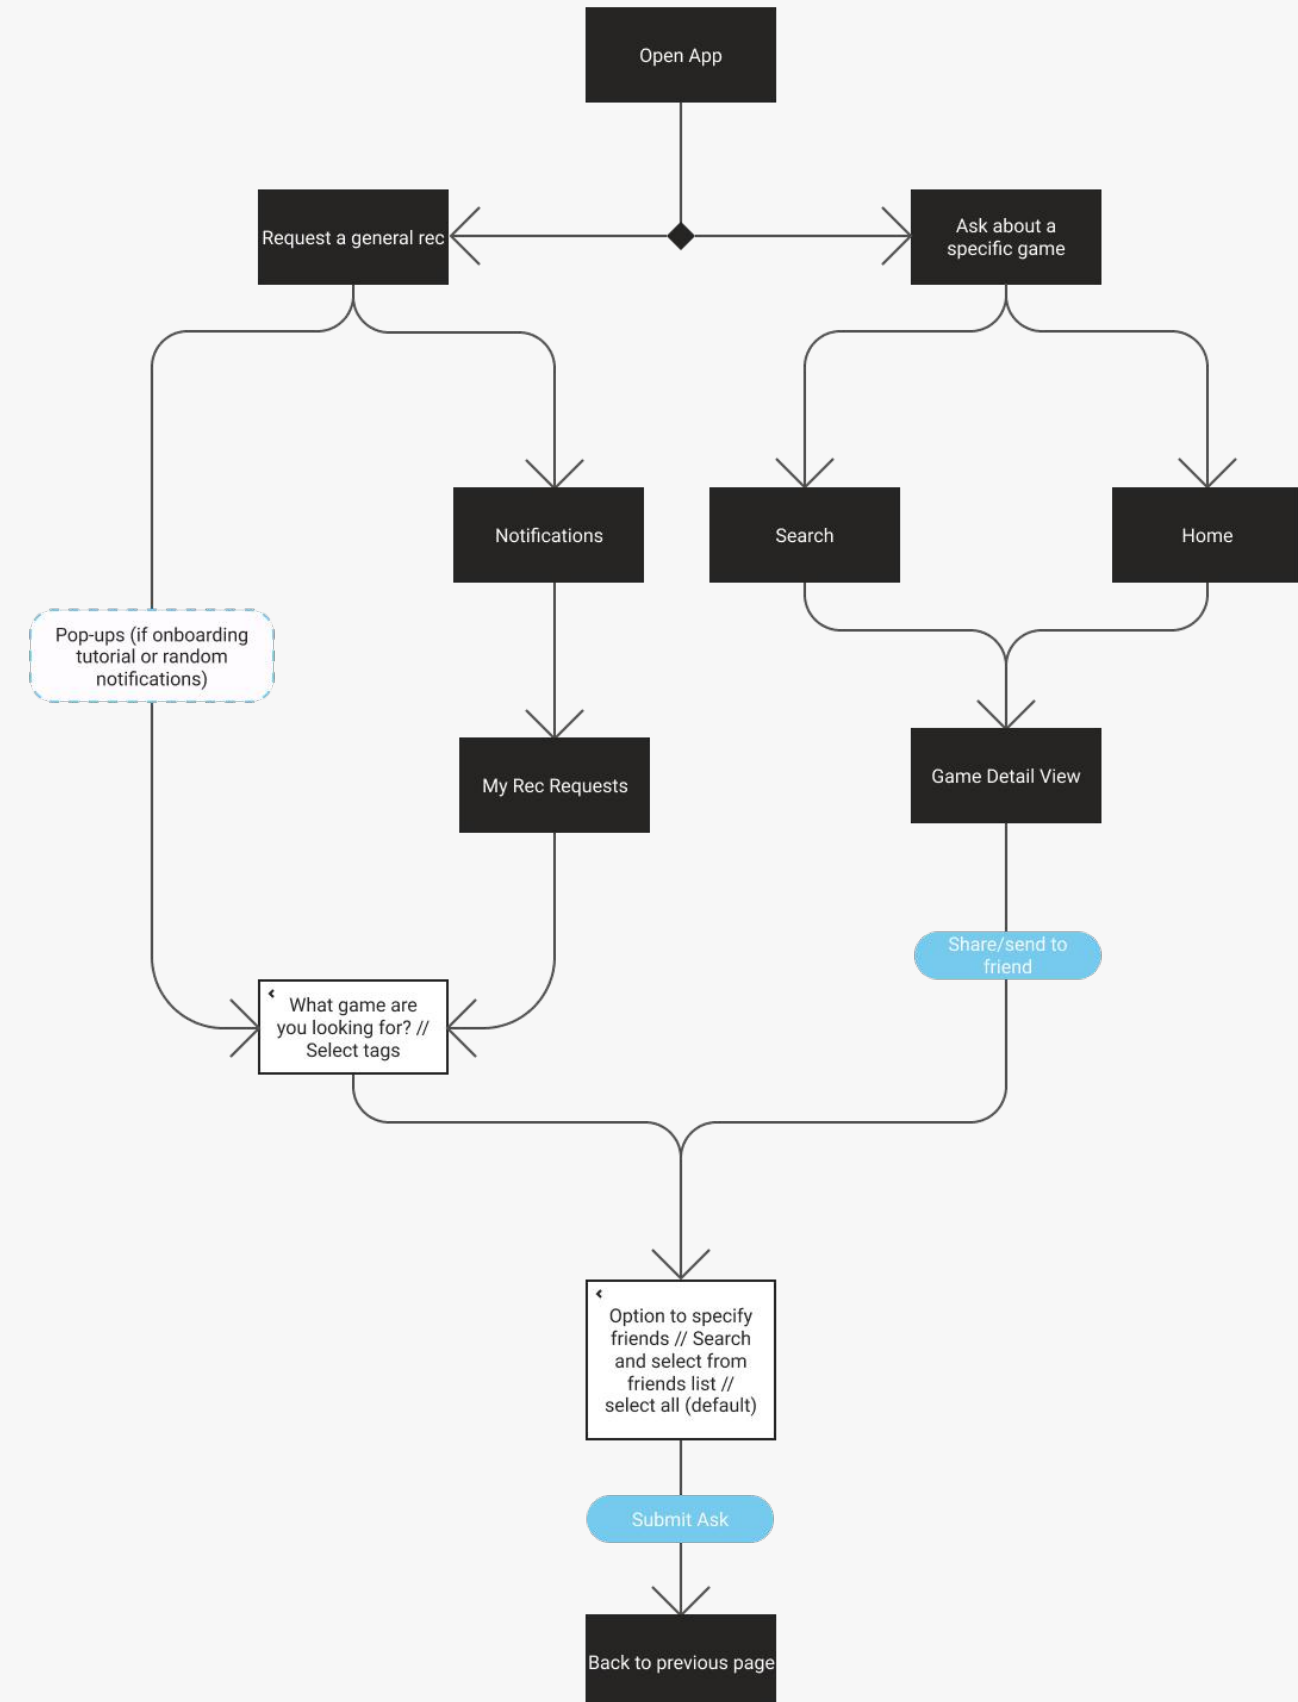 Open App
Request a general rec
Ask about a
specific game
Notifications
Search
Home
Pop-ups (if onboarding
tutorial or random
notifications)
My Rec Requests
Game Detail View
Share/send to
friend
What game are
you looking for? //
Select tags
Option to specify
friends // Search
and select from
friends list //
select all (default)
Submit Ask
Back to previous page